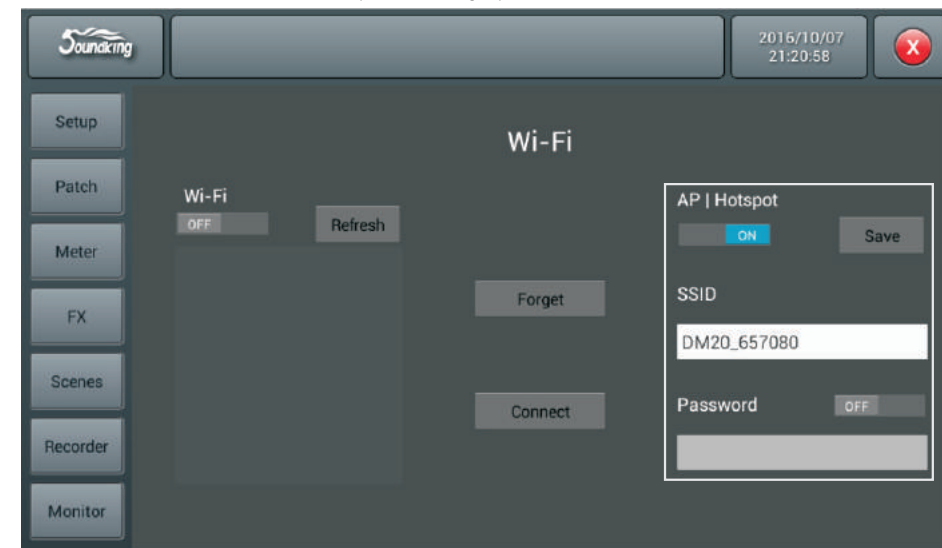 Soundking
2016/10/07
21:20:58
X
Setup
Patch
Meter
FX
Scenes
Recorder
Monitor
Wi-Fi
Wi-Fi
OFF
Refresh
Forget
Connect
AP | Hotspot
ON
Save
SSID
DM20_657080
Password
OFF